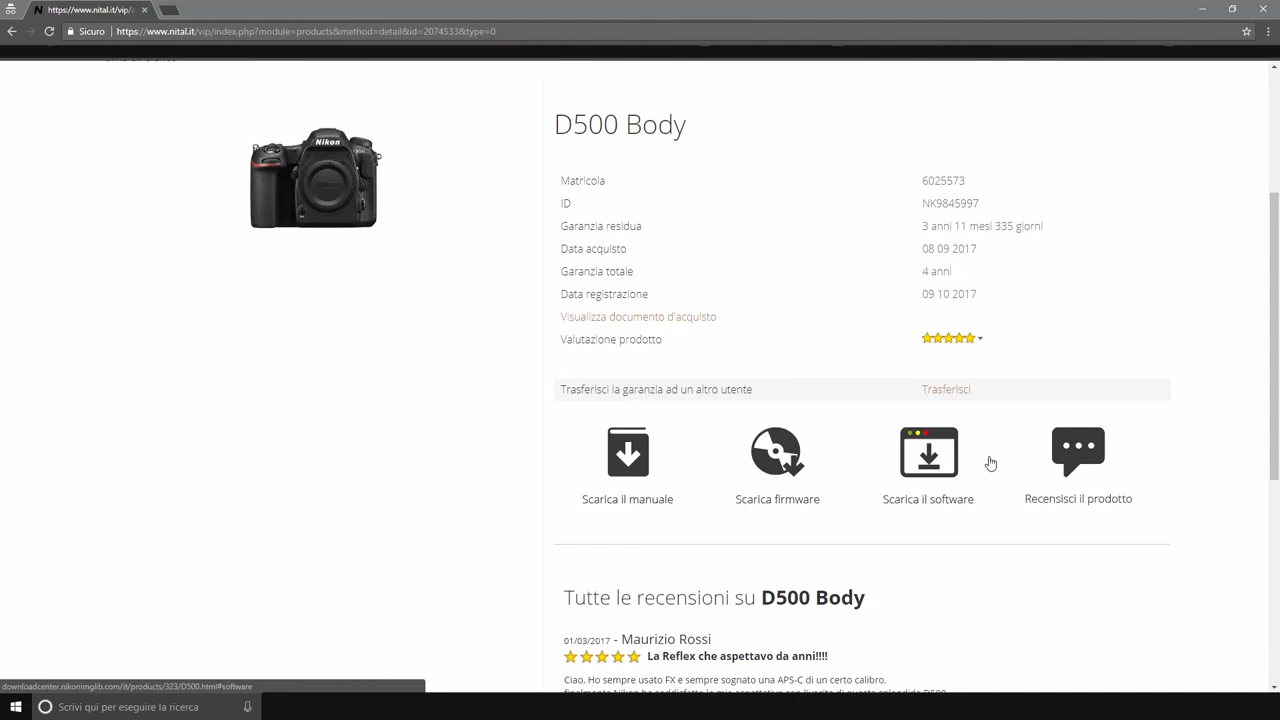 https://www.nital.it/vip/i
Sicuro https://www.nital.it/vip/index.php?module=products&method=detail&id=2074533&type=0
Nikon
D500 Body
Matricola 6025573
ID NK9845997
Garanzia residua 3 anni 11 mesi 335 giorni
Data acquisto 08 09 2017
Garanzia totale 4 anni
Data registrazione 09 10 2017
Visualizza documento d'acquisto
Valutazione prodotto
Trasferisci la garanzia ad un altro utente Trasferisci
Scarica il manuale Scarica firmware Scarica il software Recensisci il prodotto
Tutte le recensioni su D500 Body
01/03/2017 - Maurizio Rossi
La Reflex che aspettavo da anni!!!!
Ciao, Ho sempre usato FX e sempre sognato una APS-C di un certo calibro,
downloadcenter.nikonimglib.com/it/products/323/D500.html#software
Scrivi qui per eseguire la ricerca